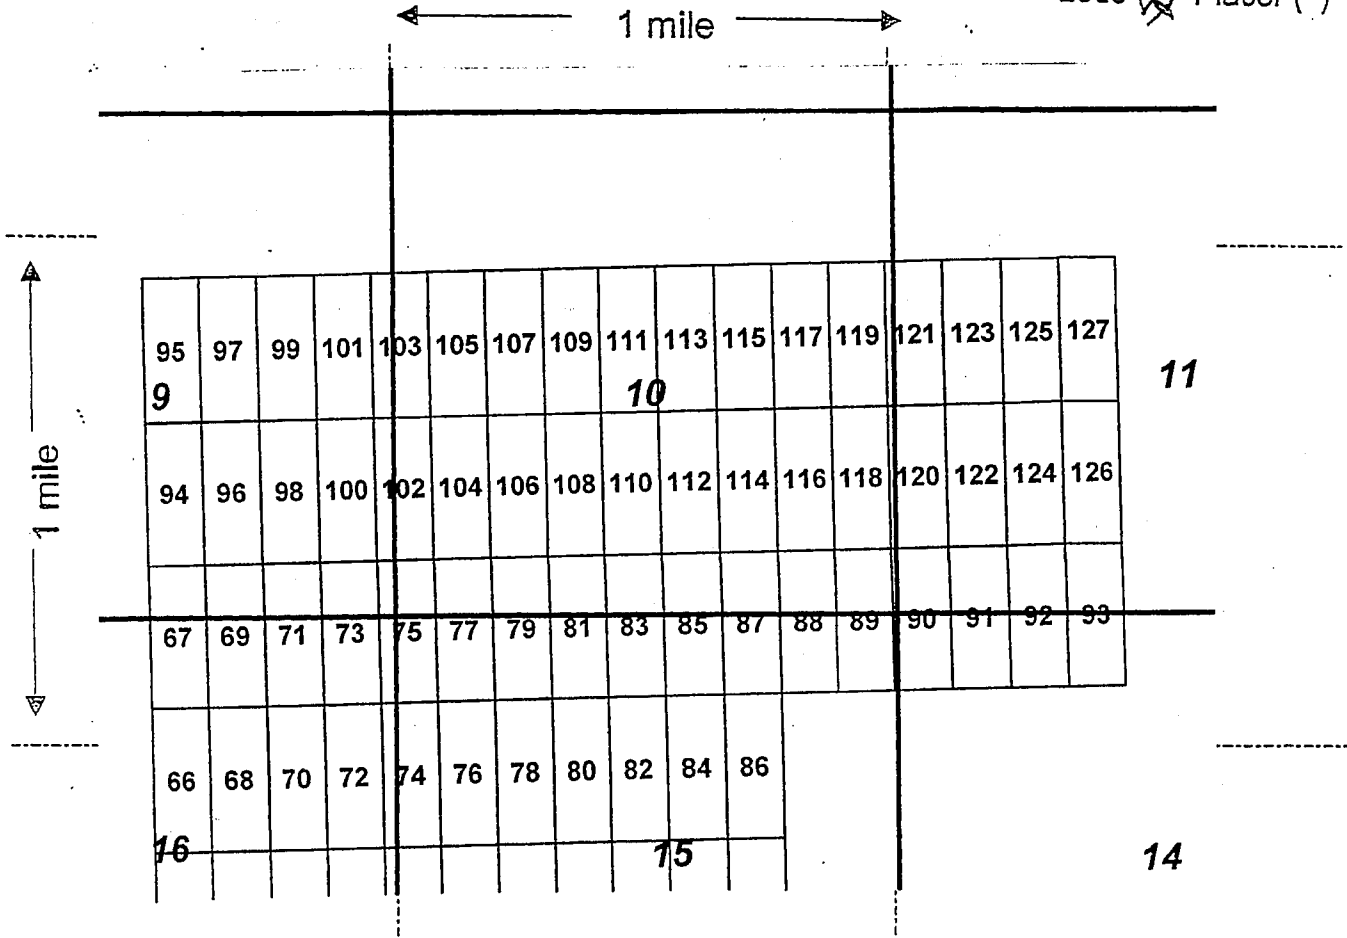 Lode (X) Placer ( )
1 mile
95 97 99 101 103 105 107 109 111 113 115 117 119 121 123 125 127
9 10 11
1 mile
94 96 98 100 102 104 106 108 110 112 114 116 118 120 122 124 126
67 69 71 73 75 77 79 81 83 85 87 88 89 90 91 92 93
66 68 70 72 74 76 78 80 82 84 86
16 15 14